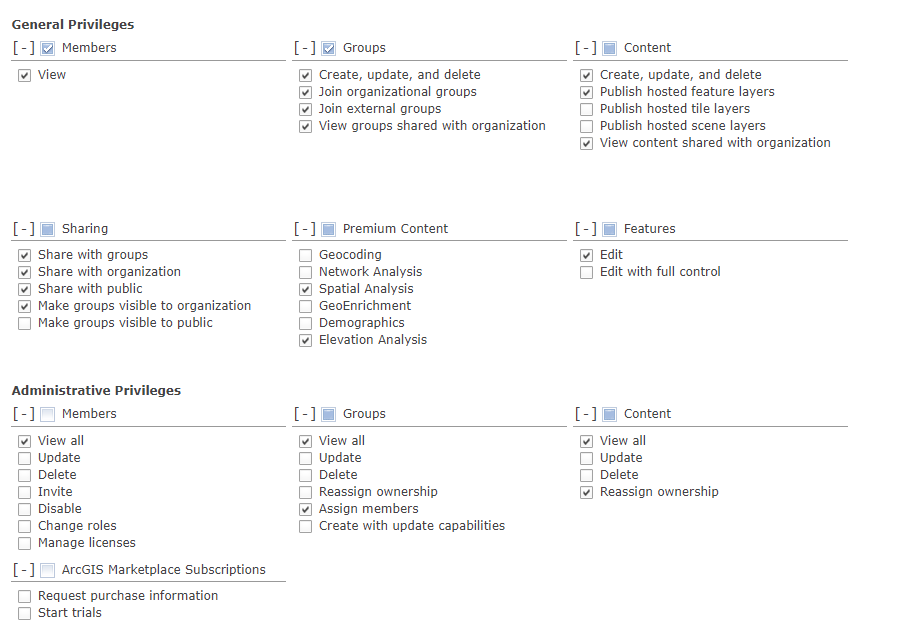 General Privileges
[-] Members
View
[-] Groups
Create, update, and delete
Join organizational groups
Join external groups
View groups shared with organization
[-] Content
Create, update, and delete
Publish hosted feature layers
Publish hosted tile layers
Publish hosted scene layers
View content shared with organization
[-] Sharing
Share with groups
Share with organization
Share with public
Make groups visible to organization
Make groups visible to public
[-] Premium Content
Geocoding
Network Analysis
Spatial Analysis
GeoEnrichment
Demographics
Elevation Analysis
[-] Features
Edit
Edit with full control
Administrative Privileges
[-] Members
View all
Update
Delete
Invite
Disable
Change roles
Manage licenses
[-] Groups
View all
Update
Delete
Reassign ownership
Assign members
Create with update capabilities
[-] Content
View all
Update
Delete
Reassign ownership
[-] ArcGIS Marketplace Subscriptions
Request purchase information
Start trials